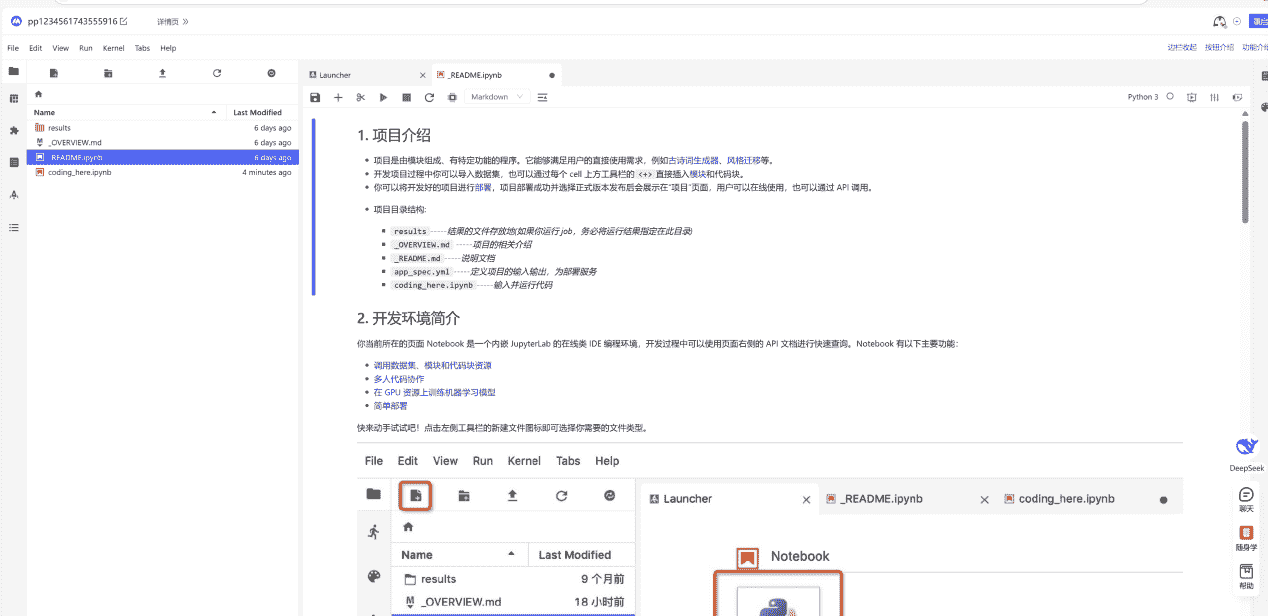 pp1234561743555916 详情页
File Edit View Run Kernel Tabs Help 边栏收起 按钮介绍
Launcher _README.ipynb
Markdown Python 3
Name Last Modified
results 6 days ago
_OVERVIEW.md 6 days ago
_README.ipynb 6 days ago
coding_here.ipynb 4 minutes ago
1. 项目介绍
项目是由模块组成、有特定功能的程序。它能够满足用户的直接使用需求，例如古诗词生成器、风格迁移等。
开发项目过程中你可以导入数据集，也可以通过每个 cell 上方工具栏的 <+> 直接插入模块和代码块。
你可以将开发好的项目进行部署，项目部署成功并选择正式版本发布后会展示在"项目"页面，用户可以在线使用，也可以通过 API 调用。
项目目录结构:
results -----结果的文件存放地(如果你运行 job，务必将运行结果指定在此目录)
_OVERVIEW.md -----项目的相关介绍
_README.md -----说明文档
app_spec.yml -----定义项目的输入输出，为部署服务
coding_here.ipynb -----输入并运行代码
2. 开发环境简介
你当前所在的页面 Notebook 是一个内嵌 JupyterLab 的在线类 IDE 编程环境，开发过程中可以使用页面右侧的 API 文档进行快速查询。Notebook 有以下主要功能:
调用数据集、模块和代码块资源
多人代码协作
在 GPU 资源上训练机器学习模型
简单部署
快来动手试试吧！点击左侧工具栏的新建文件图标即可选择你需要的文件类型。
File Edit View Run Kernel Tabs Help
Launcher _README.ipynb coding_here.ipynb
Name Last Modified
results 9 个月前
_OVERVIEW.md 18 小时前
Notebook
DeepSeek
聊天
随身学
帮助